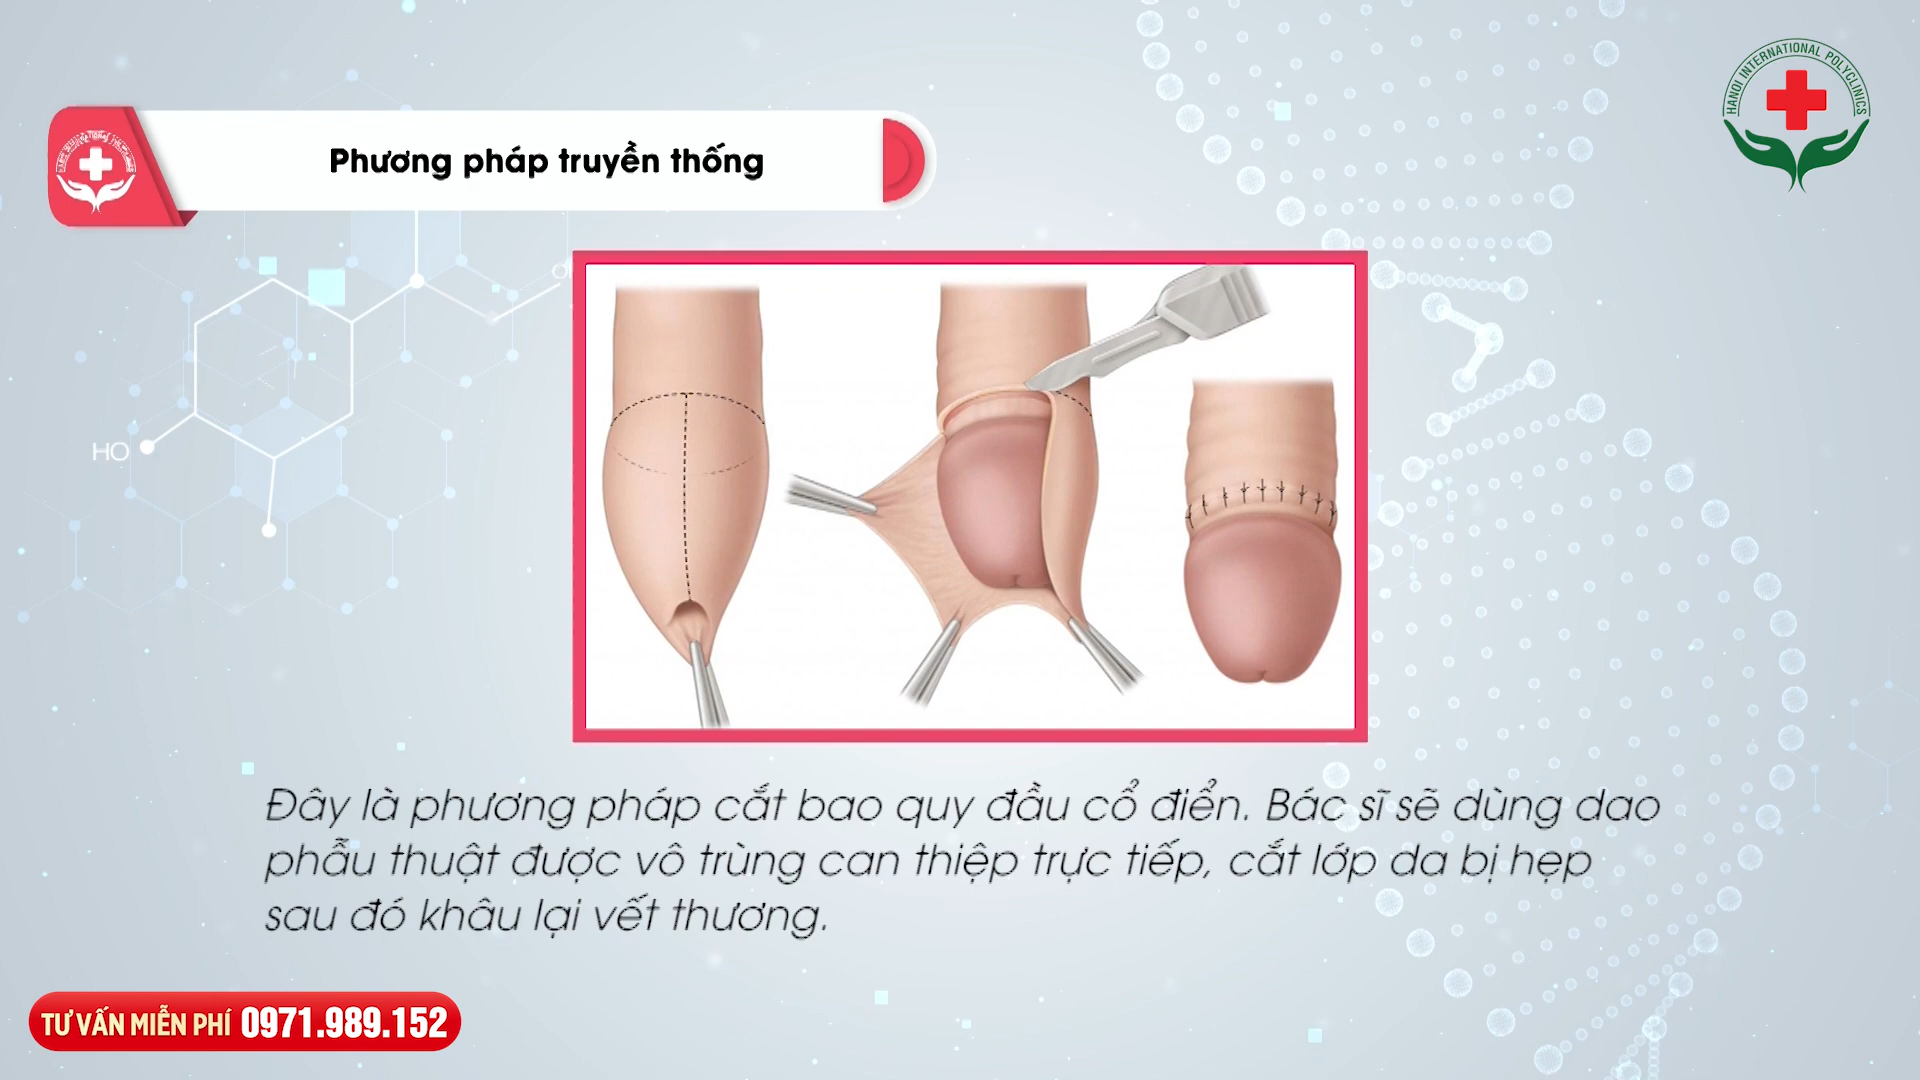 HANOI INTERNATIONAL POLYCLINICS
Phương pháp truyền thống
HO
Đây là phương pháp cắt bao quy đầu cổ điển. Bác sĩ sẽ dùng dao
phẫu thuật được vô trùng can thiệp trực tiếp, cắt lớp da bị hẹp
sau đó khâu lại vết thương.
TƯ VẤN MIỄN PHÍ 0971.989.152